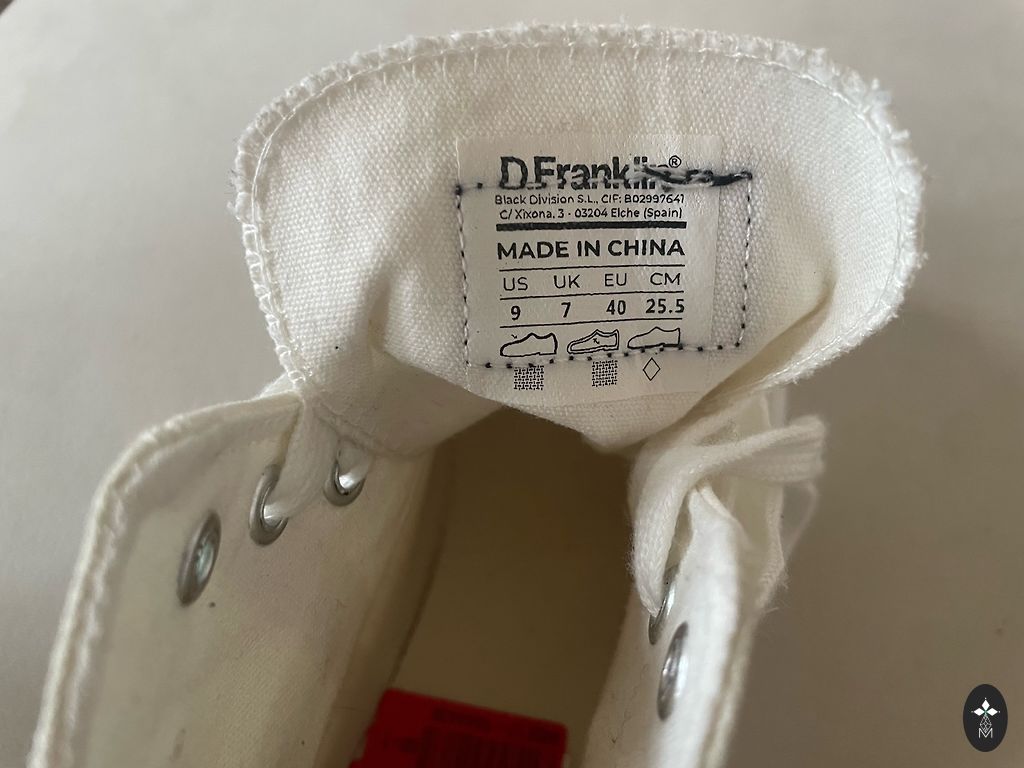 D.Franklin®
Black Division S.L., CIF: B02997641
C/ Xixona, 3 - 03204 Elche (Spain)
MADE IN CHINA
US UK EU CM
9 7 40 25.5
M